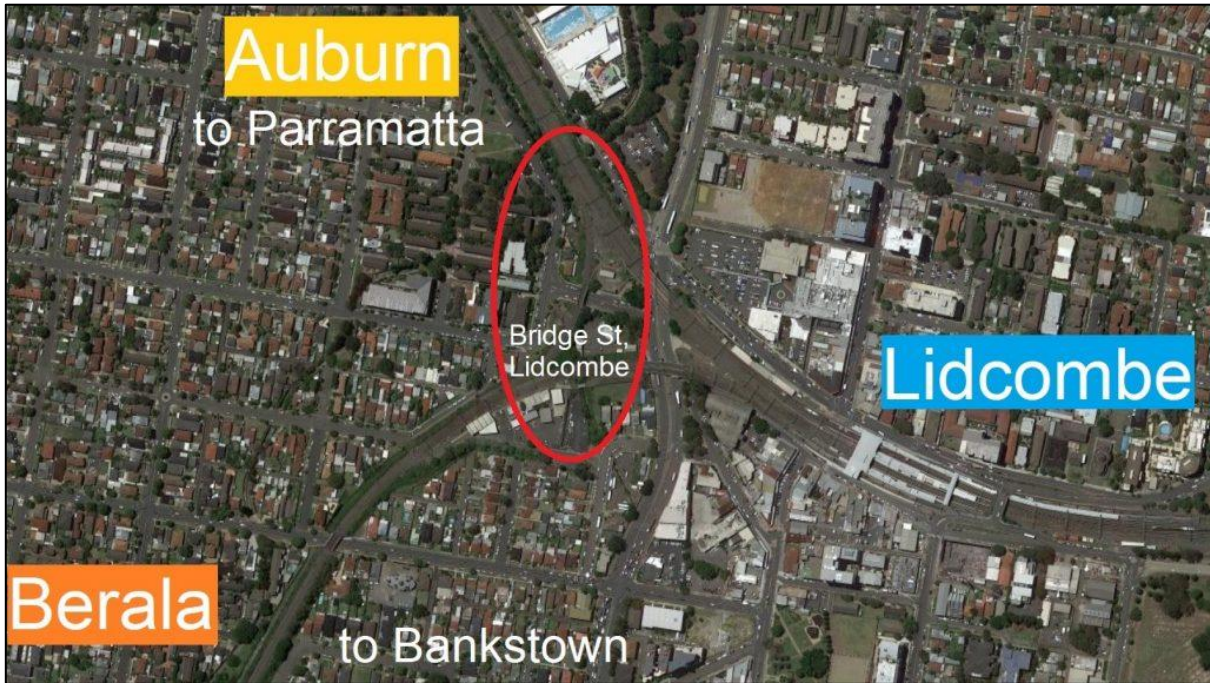 Auburn
to Parramatta
Bridge St,
Lidcombe
Lidcombe
Berala
to Bankstown